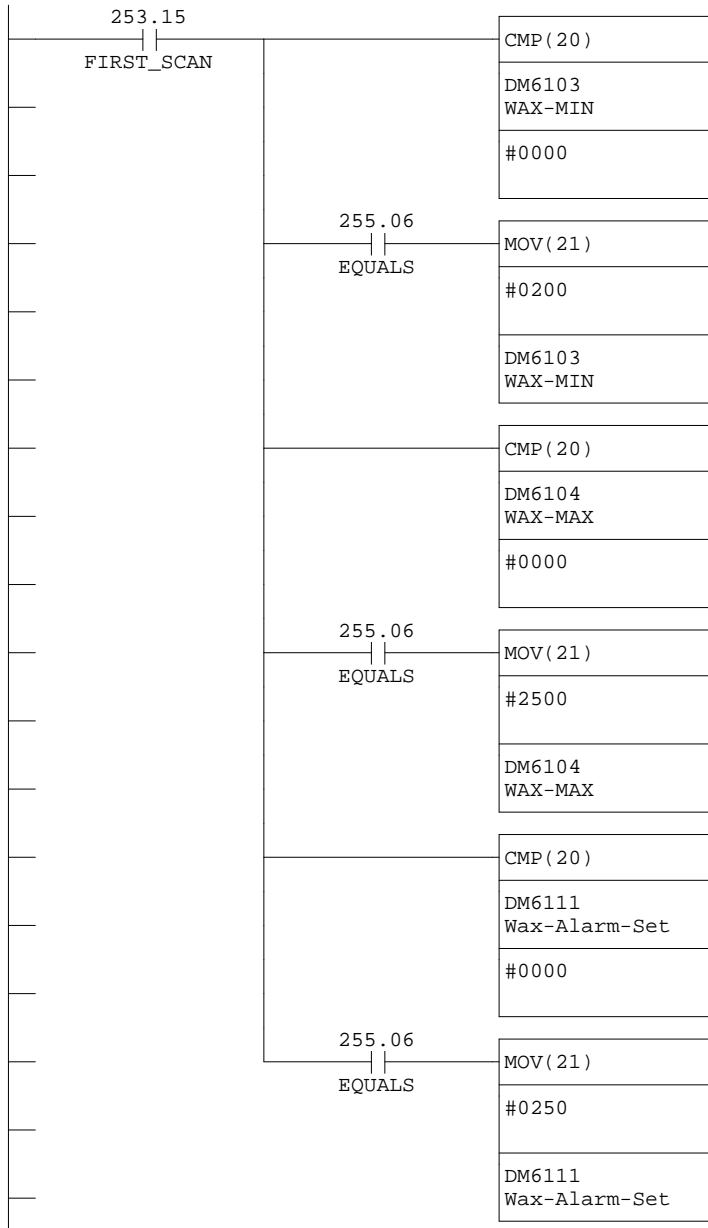 253.15
FIRST_SCAN
CMP(20)
DM6103
WAX-MIN
#0000
255.06
EQUALS
MOV(21)
#0200
DM6103
WAX-MIN
CMP(20)
DM6104
WAX-MAX
#0000
255.06
EQUALS
MOV(21)
#2500
DM6104
WAX-MAX
CMP(20)
DM6111
Wax-Alarm-Set
#0000
255.06
EQUALS
MOV(21)
#0250
DM6111
Wax-Alarm-Set